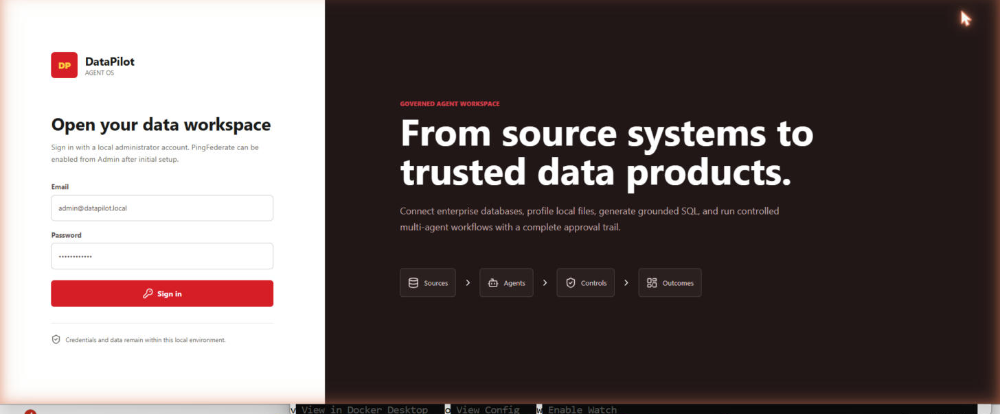 DP
DataPilot
AGENT OS
Open your data workspace
Sign in with a local administrator account. PingFederate can be
enabled from Admin after initial setup.
Email
admin@datapilot.local
Password
••••••••••••
Sign in
Credentials and data remain within this local environment.
GOVERNED AGENT WORKSPACE
From source systems to
trusted data products.
Connect enterprise databases, profile local files, generate grounded SQL, and run controlled
multi-agent workflows with a complete approval trail.
Sources
Agents
Controls
Outcomes
v View in Docker Desktop o View Config w Enable Watch